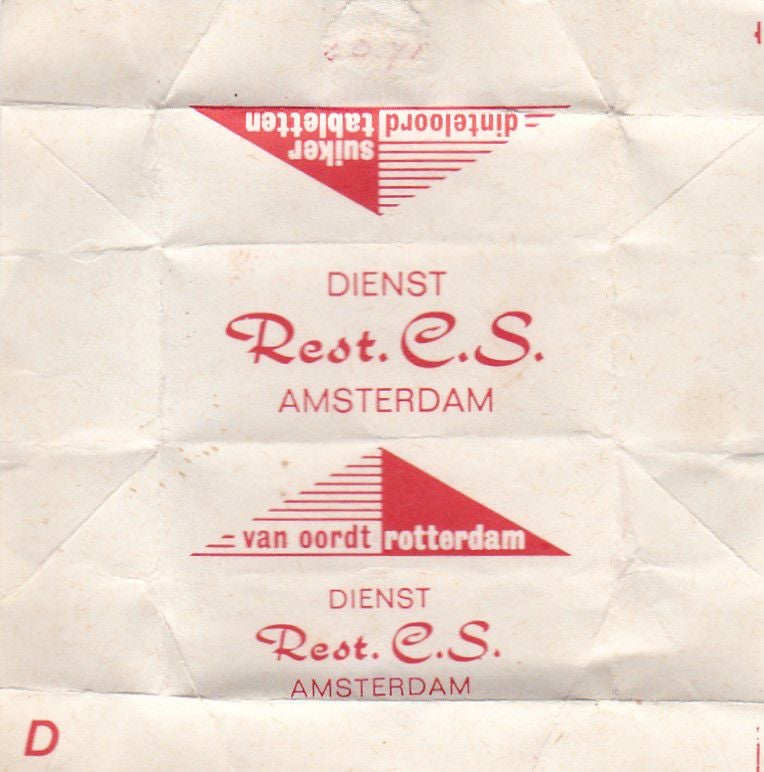 dinteloord tabletten
suiker
DIENST
Rest. C.S.
AMSTERDAM
van oordt rotterdam
DIENST
Rest. C.S.
AMSTERDAM
D